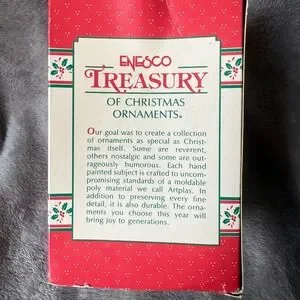 ENESCO
TREASURY
OF CHRISTMAS
ORNAMENTS®
Our goal was to create a collection
of ornaments as special as Christ-
mas itself. Some are reverent,
others nostalgic and some are out-
rageously humorous. Each hand
painted subject is crafted to uncom-
promising standards of a moldable
poly material we call Artplas. In
addition to preserving every fine
detail, it is also durable. The orna-
ments you choose this year will
bring joy to generations.